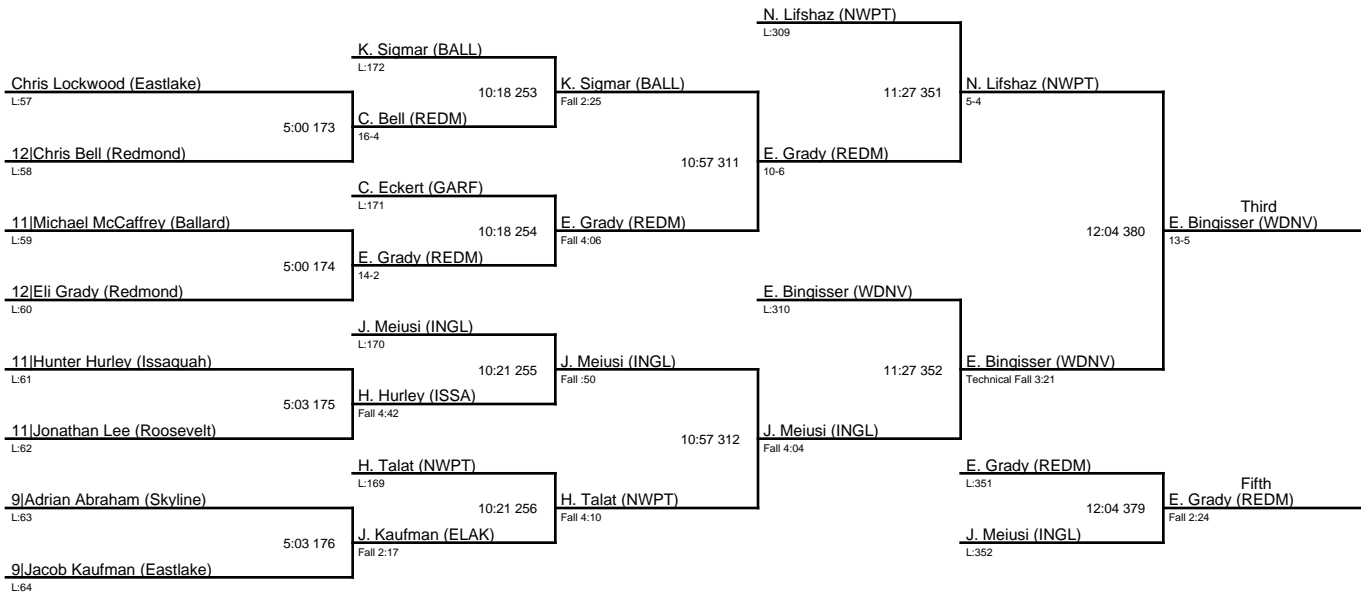 N. Lifshaz (NWPT)
L:309
K. Sigmar (BALL)
L:172
Chris Lockwood (Eastlake)
L:57
10:18 253
K. Sigmar (BALL)
Fall 2:25
11:27 351
N. Lifshaz (NWPT)
5-4
5:00 173
C. Bell (REDM)
16-4
12|Chris Bell (Redmond)
L:58
10:57 311
E. Grady (REDM)
10-6
C. Eckert (GARF)
L:171
11|Michael McCaffrey (Ballard)
L:59
10:18 254
E. Grady (REDM)
Fall 4:06
12:04 380
Third
E. Bingisser (WDNV)
13-5
5:00 174
E. Grady (REDM)
14-2
12|Eli Grady (Redmond)
L:60
E. Bingisser (WDNV)
L:310
J. Meiusi (INGL)
L:170
11|Hunter Hurley (Issaquah)
L:61
10:21 255
J. Meiusi (INGL)
Fall :50
11:27 352
E. Bingisser (WDNV)
Technical Fall 3:21
5:03 175
H. Hurley (ISSA)
Fall 4:42
11|Jonathan Lee (Roosevelt)
L:62
10:57 312
J. Meiusi (INGL)
Fall 4:04
H. Talat (NWPT)
L:169
E. Grady (REDM)
L:351
9|Adrian Abraham (Skyline)
L:63
10:21 256
H. Talat (NWPT)
Fall 4:10
12:04 379
Fifth
E. Grady (REDM)
Fall 2:24
5:03 176
J. Kaufman (ELAK)
Fall 2:17
J. Meiusi (INGL)
L:352
9|Jacob Kaufman (Eastlake)
L:64